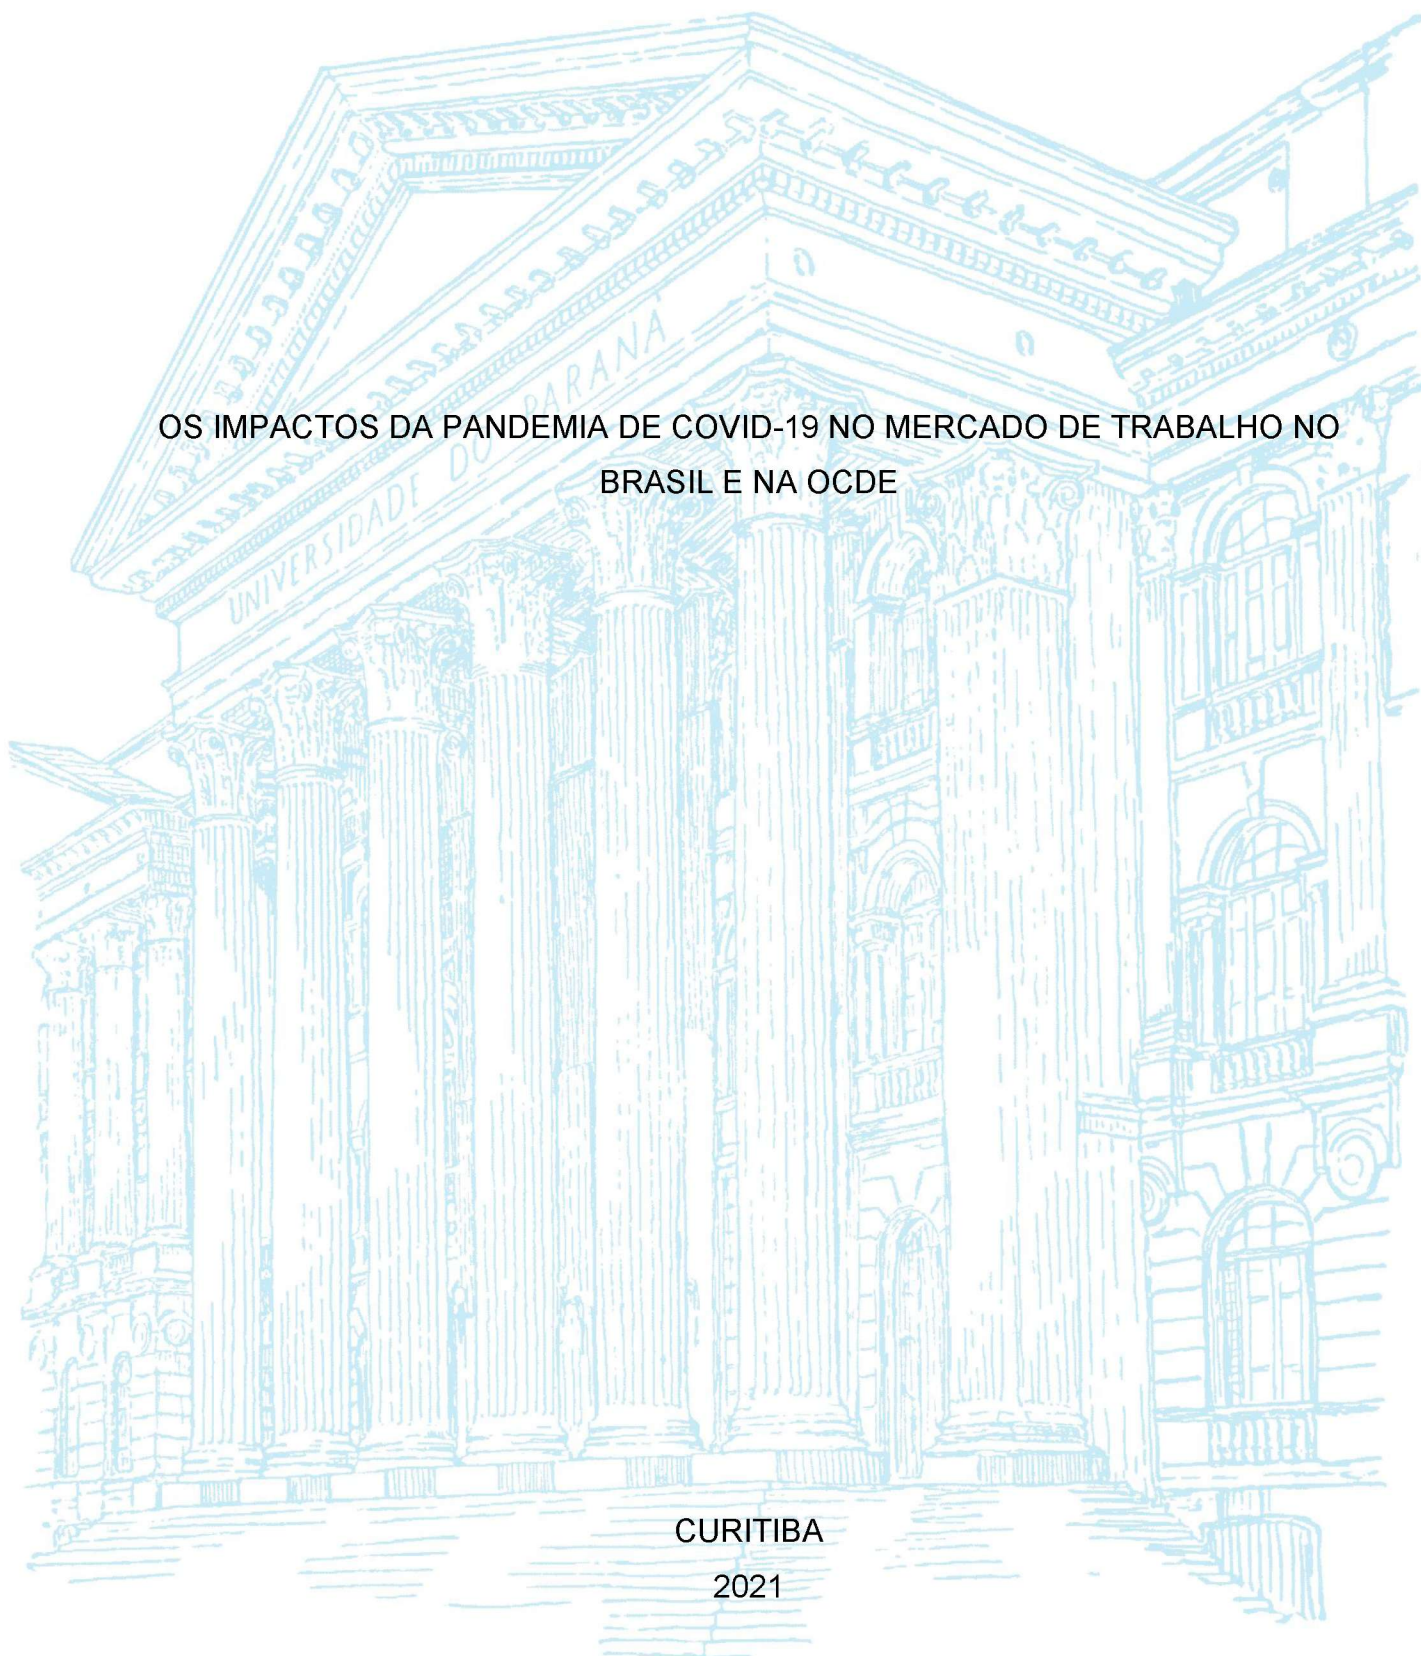 UNIVERSIDADE DO PARANÁ
OS IMPACTOS DA PANDEMIA DE COVID-19 NO MERCADO DE TRABALHO NO
BRASIL E NA OCDE
CURITIBA
2021